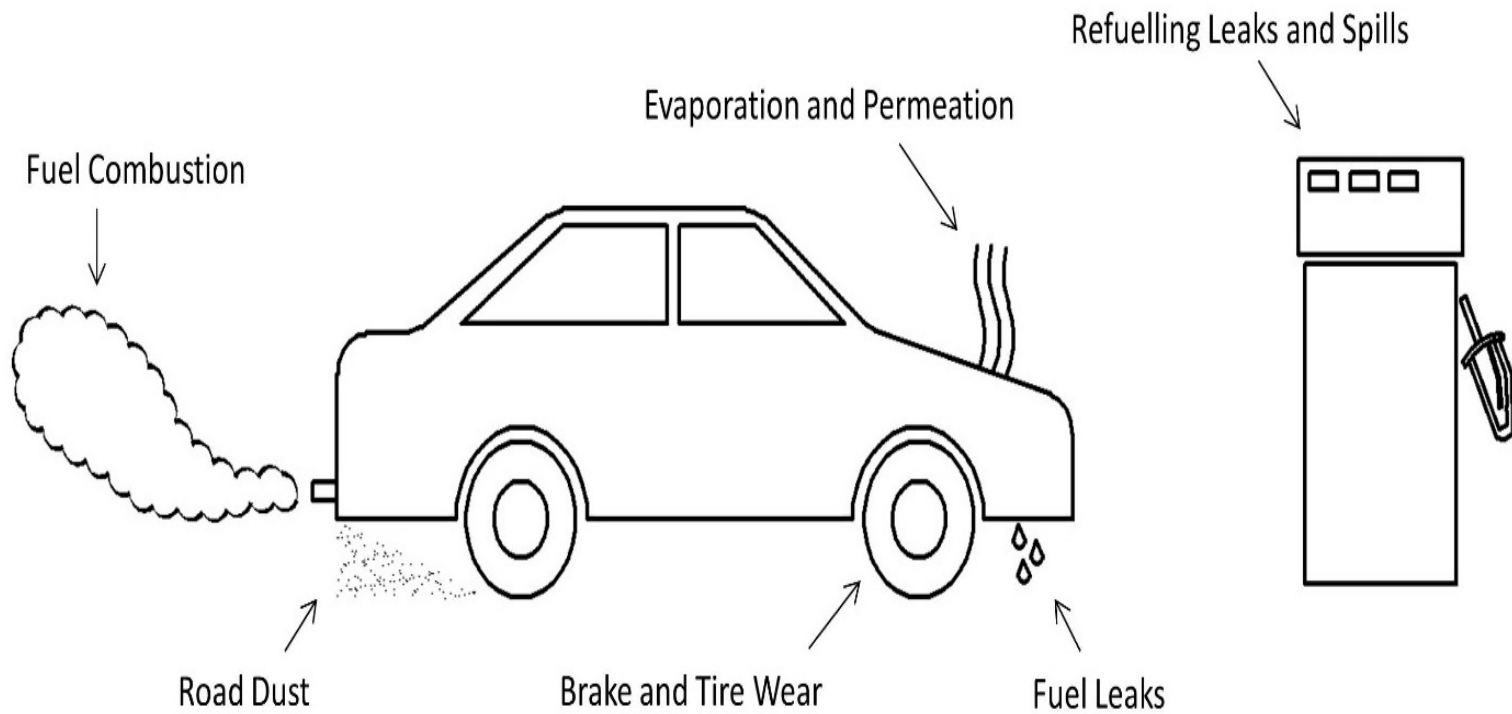 Refuelling Leaks and Spills
Evaporation and Permeation
Fuel Combustion
Road Dust
Brake and Tire Wear
Fuel Leaks